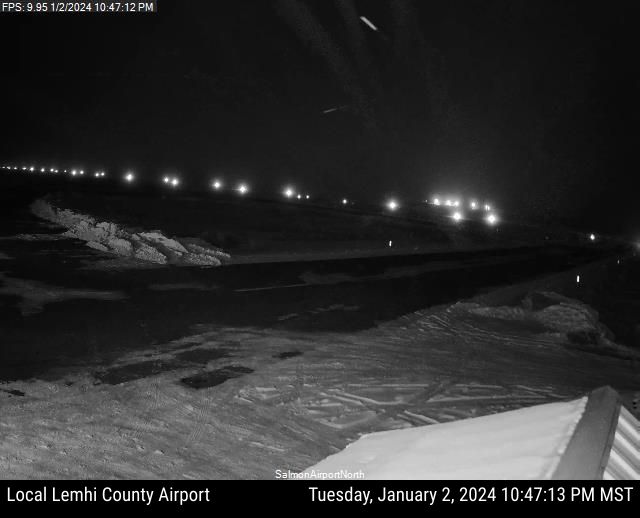 FPS: 9.95 1/2/2024 10:47:12 PM
SalmonAirportNorth
Local Lemhi County Airport
Tuesday, January 2, 2024 10:47:13 PM MST